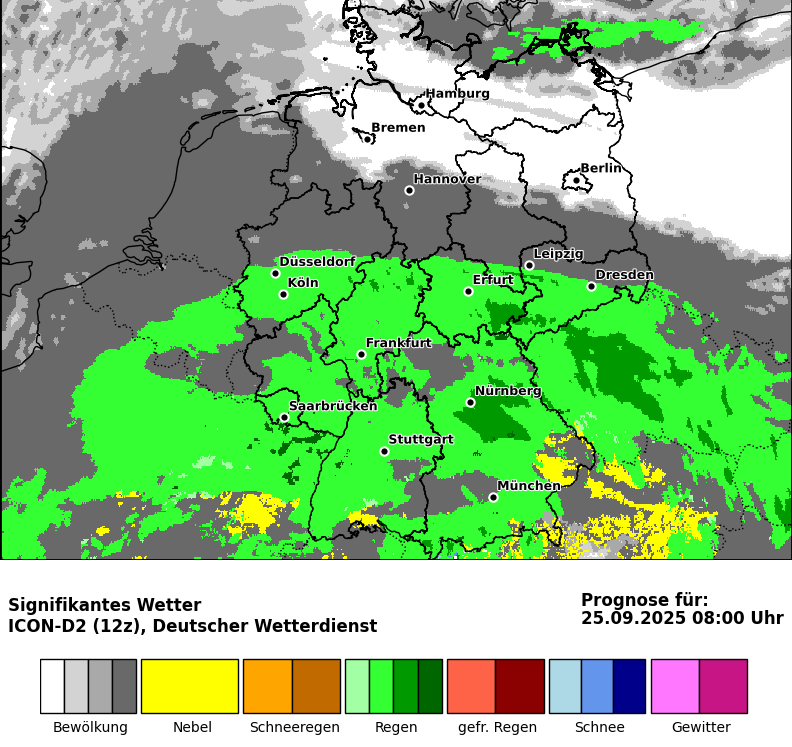 Hamburg
Bremen
Berlin
Hannover
Leipzig
Düsseldorf
Dresden
Köln
Erfurt
Frankfurt
Nürnberg
Saarbrücken
Stuttgart
München
Signifikantes Wetter
ICON-D2 (12z), Deutscher Wetterdienst
Prognose für:
25.09.2025 08:00 Uhr
Bewölkung
Nebel
Schneeregen
Regen
gefr. Regen
Schnee
Gewitter